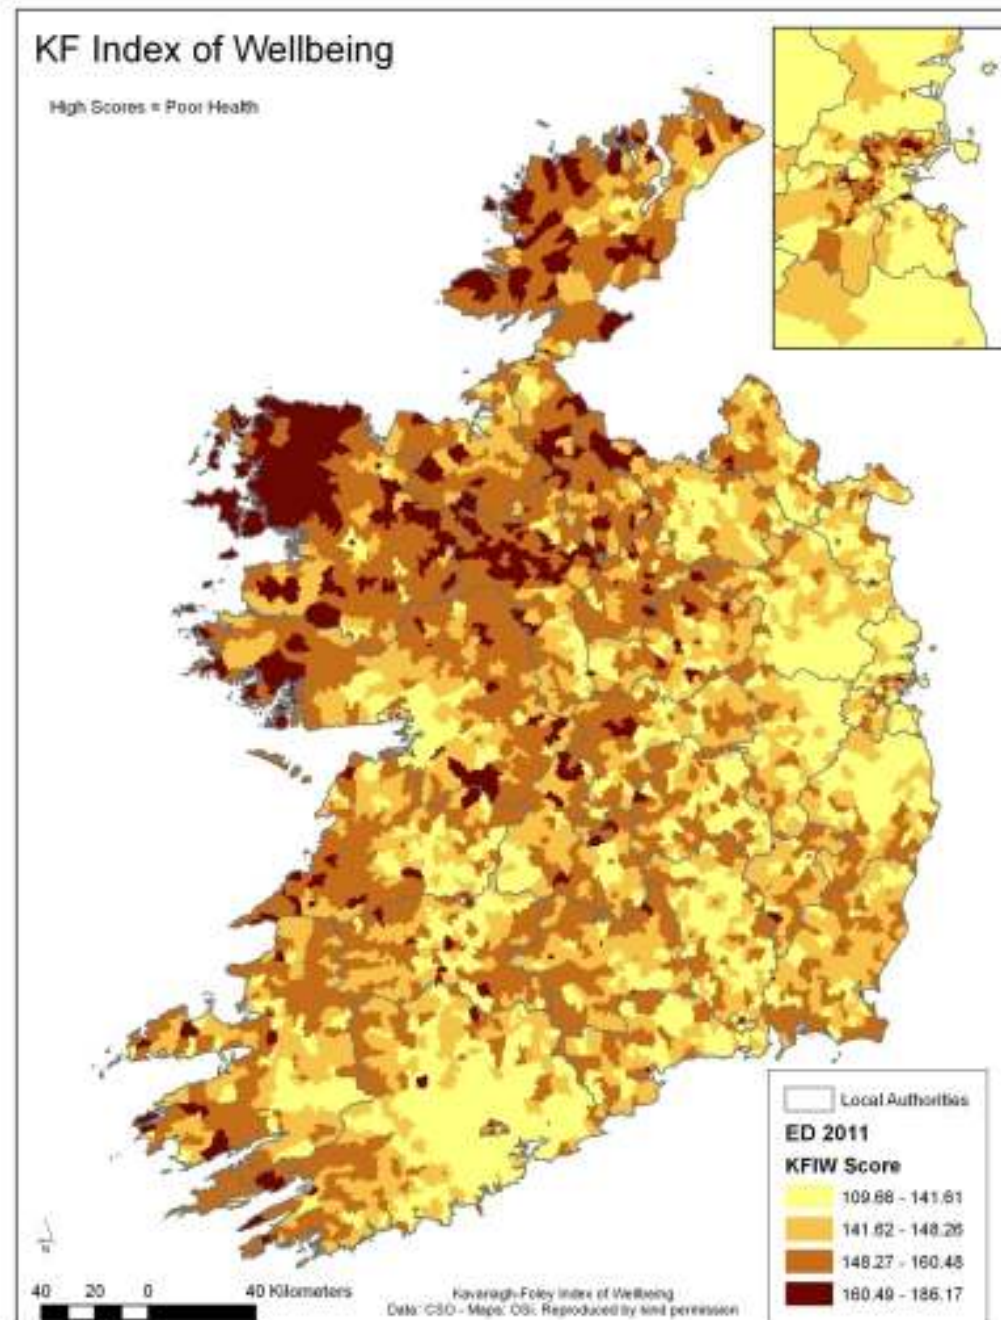 KF Index of Wellbeing
High Scores = Poor Health
Local Authorities
ED 2011
KFIW Score
109.68 - 141.61
141.62 - 148.26
148.27 - 160.48
160.49 - 186.17
40 20 0 40 Kilometers
Kavanagh-Foley Index of Wellbeing
Data: CSO - Maps: OSi. Reproduced by kind permission